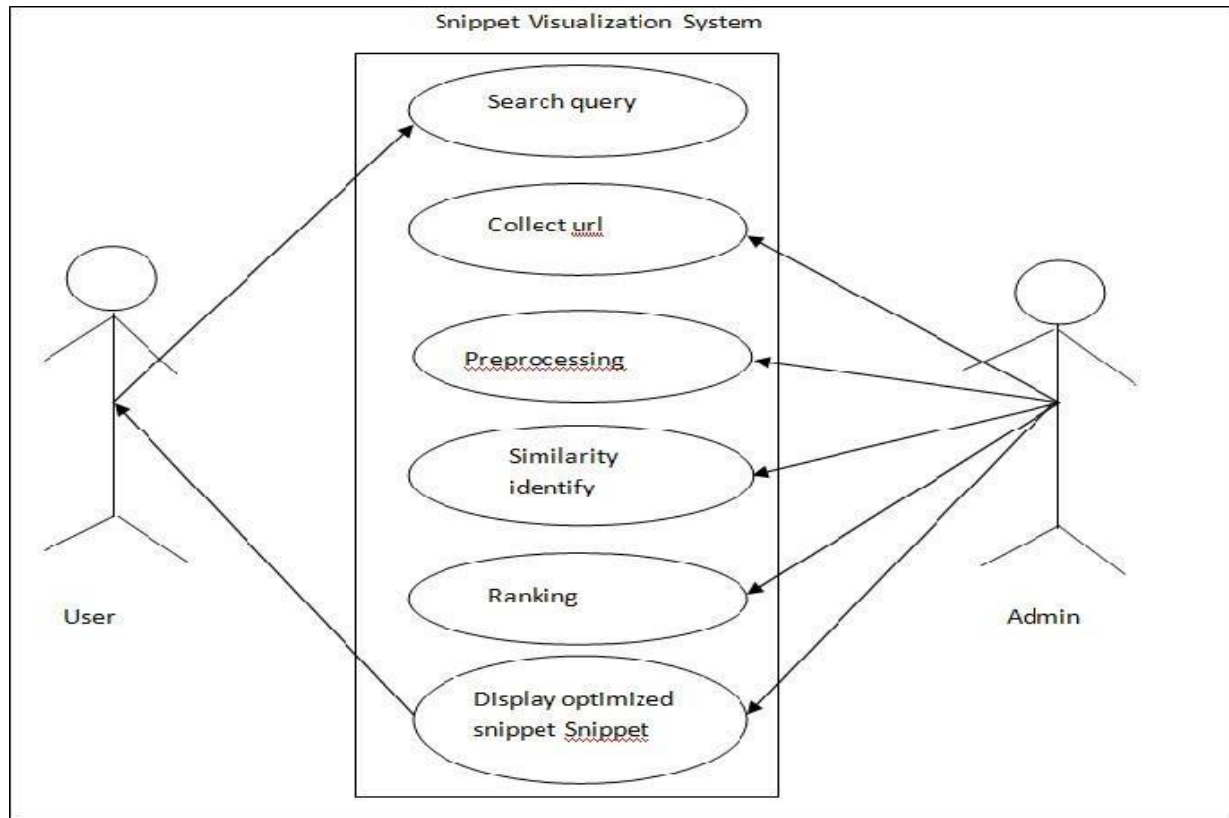 Snippet Visualization System
Search query
Collect url
Preprocessing
Similarity
identify
Ranking
Display optimized
snippet Snippet
User
Admin